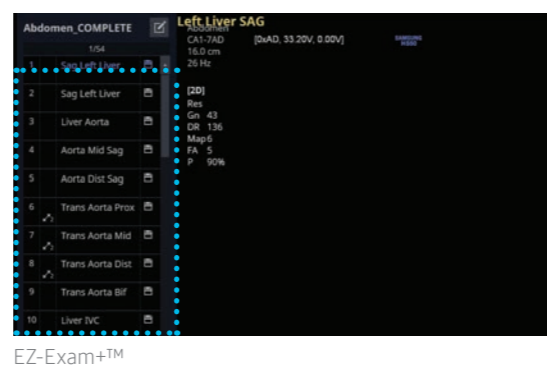 Abdomen_COMPLETE
1/54
1 Sag Left Liver
2 Sag Left Liver
3 Liver Aorta
4 Aorta Mid Sag
5 Aorta Dist Sag
6 Trans Aorta Prox
7 Trans Aorta Mid
8 Trans Aorta Dist
9 Trans Aorta Bif
10 Liver IVC
Left Liver SAG
Abdomen
CA1-7AD [0xAD, 33.20V, 0.00V]
16.0 cm
26 Hz
SAMSUNG
[2D]
Res
Gn 43
DR 136
Map 6
FA 5
P 90%
EZ-Exam+™